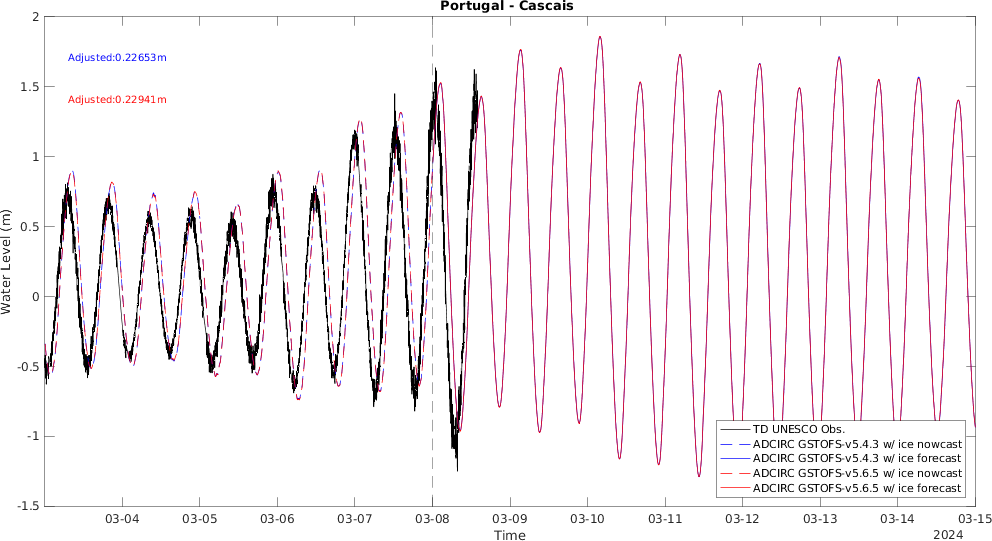 Portugal - Cascais
Adjusted:0.22653m
Adjusted:0.22941m
2
1.5
1
0.5
0
-0.5
-1
-1.5
Water Level (m)
TD UNESCO Obs.
ADCIRC GSTOFS-v5.4.3 w/ ice nowcast
ADCIRC GSTOFS-v5.4.3 w/ ice forecast
ADCIRC GSTOFS-v5.6.5 w/ ice nowcast
ADCIRC GSTOFS-v5.6.5 w/ ice forecast
03-04 03-05 03-06 03-07 03-08 03-09 03-10 03-11 03-12 03-13 03-14 03-15
Time
2024